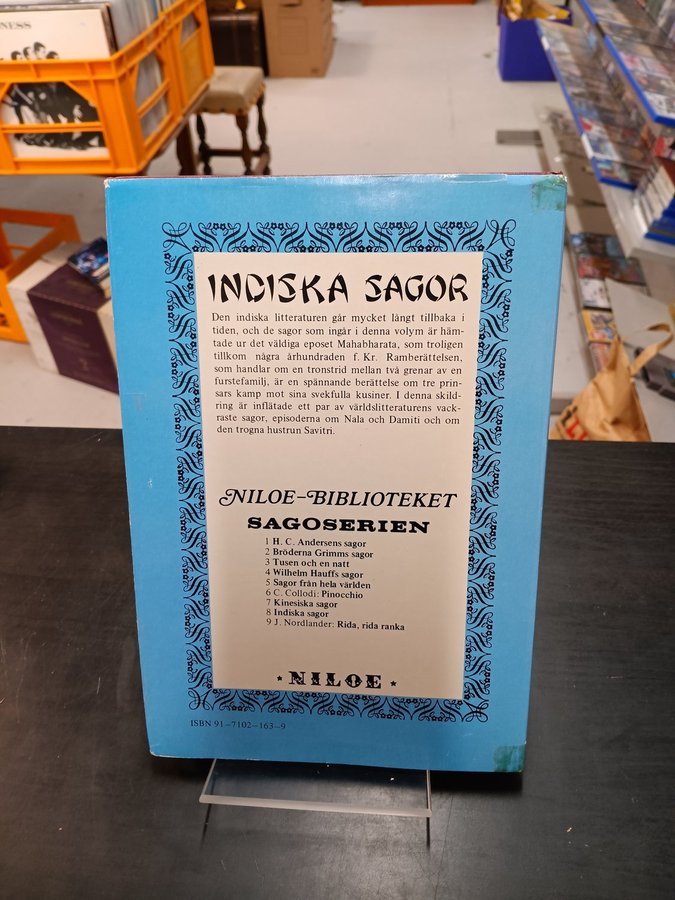 NESS
INDISKA SAGOR
Den indiska litteraturen går mycket långt tillbaka i
tiden, och de sagor som ingår i denna volym är häm-
tade ur det väldiga eposet Mahabharata, som troligen
tillkom några århundraden f. Kr. Ramberättelsen,
som handlar om en tronstrid mellan två grenar av en
furstefamilj, är en spännande berättelse om tre prin-
sars kamp mot sina svekfulla kusiner. I denna skild-
ring är inflätade ett par av världslitteraturens vack-
raste sagor, episoderna om Nala och Damiti och om
den trogna hustrun Savitri.
NILOE-BIBLIOTEKET
SAGOSERIEN
1 H. C. Andersens sagor
2 Bröderna Grimms sagor
3 Tusen och en natt
4 Wilhelm Hauffs sagor
5 Sagor från hela världen
6 C. Collodi: Pinocchio
7 Kinesiska sagor
8 Indiska sagor
9 J. Nordlander: Rida, rida ranka
* NILOE *
ISBN 91-7102-163-9